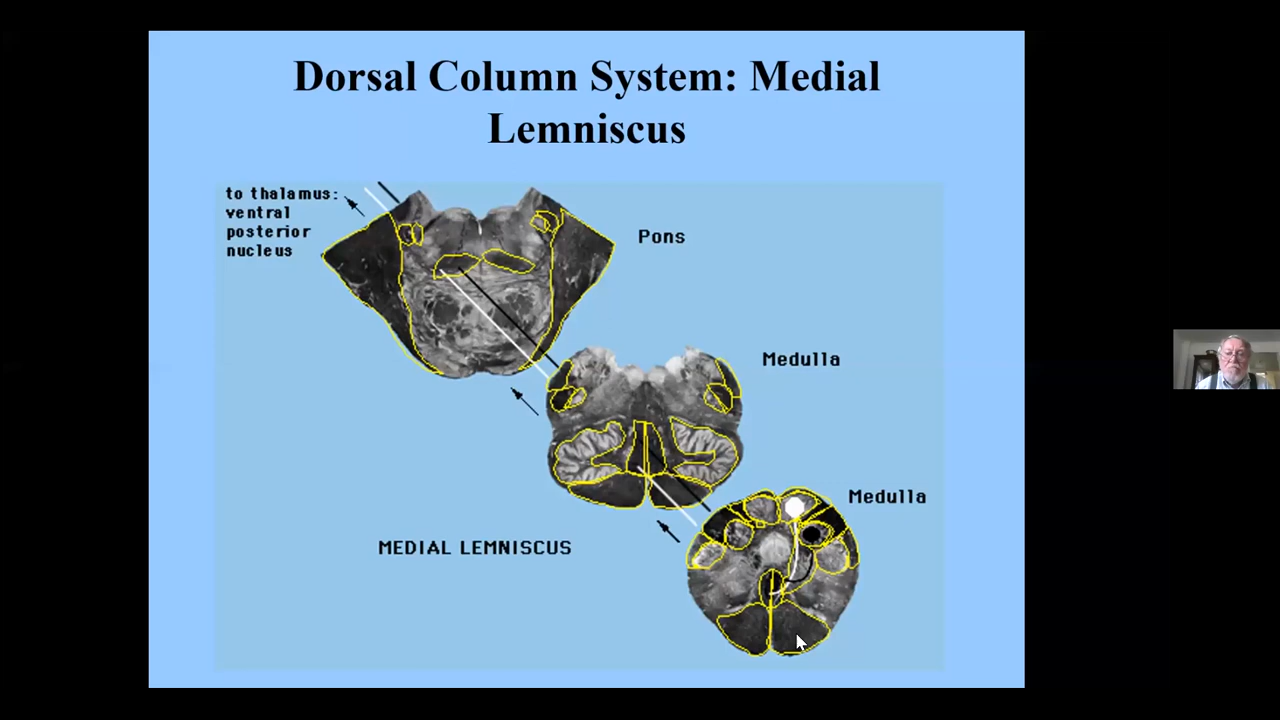 Dorsal Column System: Medial
Lemniscus
to thalamus:
ventral
posterior
nucleus
Pons
Medulla
Medulla
MEDIAL LEMNISCUS